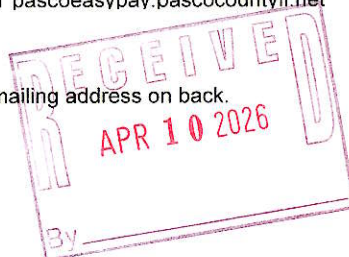 pascoeasypay.pascocountyfl.net
mailing address on back.
RECEIVED
APR 10 2026
By